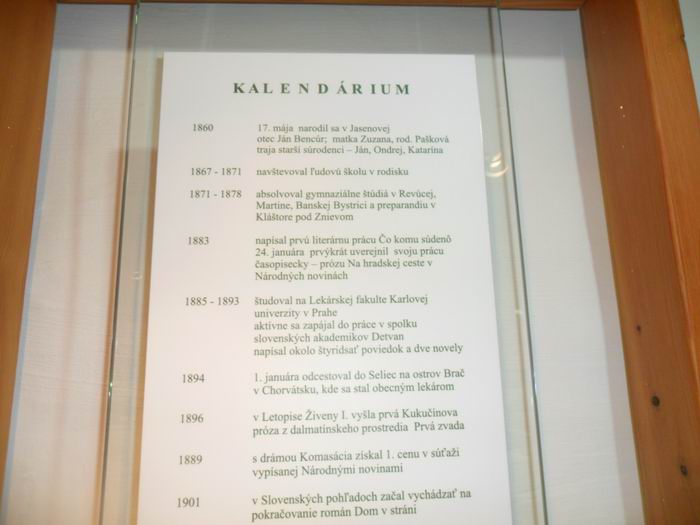 KALENDÁRIUM
1860 17. mája narodil sa v Jasenovej
otec Ján Bencúr; matka Zuzana, rod. Pašková
traja starší súrodenci – Ján, Ondrej, Katarína
1867 - 1871 navštevoval ľudovú školu v rodisku
1871 - 1878 absolvoval gymnaziálne štúdiá v Revúcej,
Martine, Banskej Bystrici a preparandiu v
Kláštore pod Znievom
1883 napísal prvú literárnu prácu Čo komu súdenô
24. januára prvýkrát uverejnil svoju prácu
časopisecky – prózu Na hradskej ceste v
Národných novinách
1885 - 1893 študoval na Lekárskej fakulte Karlovej
univerzity v Prahe
aktívne sa zapájal do práce v spolku
slovenských akademikov Detvan
napísal okolo štyridsať poviedok a dve novely
1894 1. januára odcestoval do Seliec na ostrov Brač
v Chorvátsku, kde sa stal obecným lekárom
1896 v Letopise Živeny I. vyšla prvá Kukučínova
próza z dalmatínskeho prostredia Prvá zvada
1889 s drámou Komasácia získal 1. cenu v súťaži
vypísanej Národnými novinami
1901 v Slovenských pohľadoch začal vychádzať na
pokračovanie román Dom v stráni